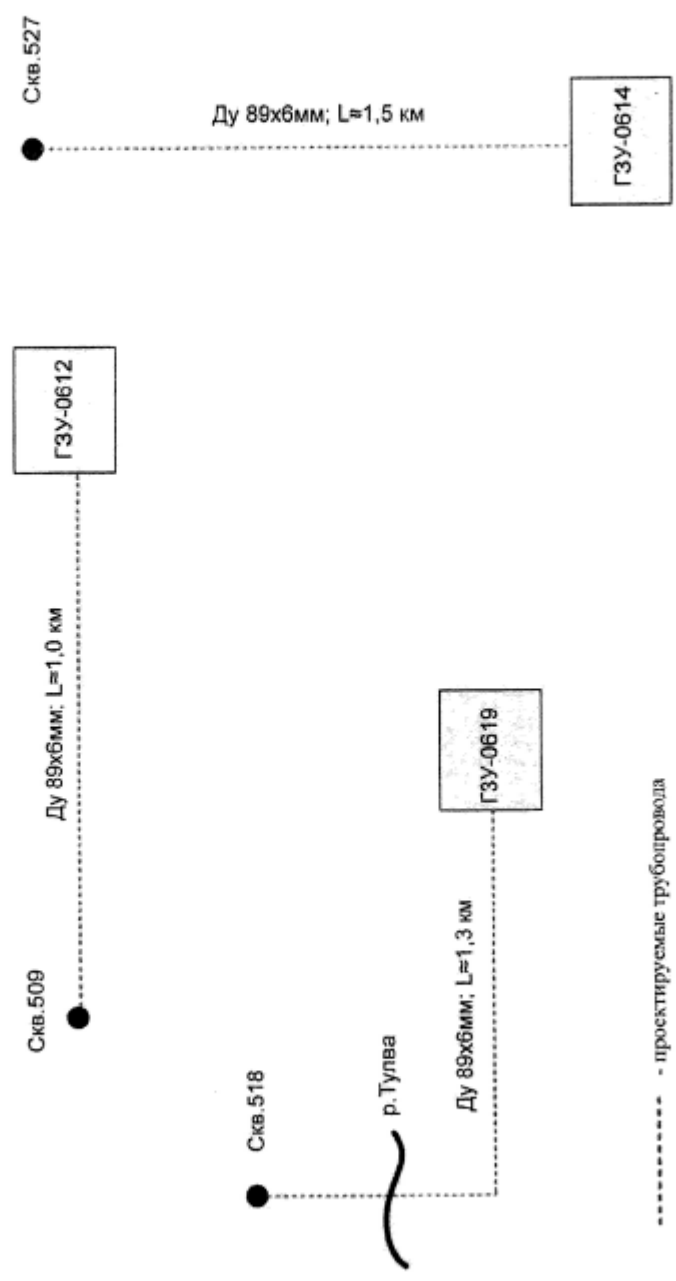 Скв.509
Ду 89х6мм; L≈1,0 км
ГЗУ-0612
Скв.527
Ду 89х6мм; L≈1,5 км
ГЗУ-0614
Скв.518
р.Тулва
Ду 89х6мм; L≈1,3 км
ГЗУ-0619
- проектируемые трубопровода